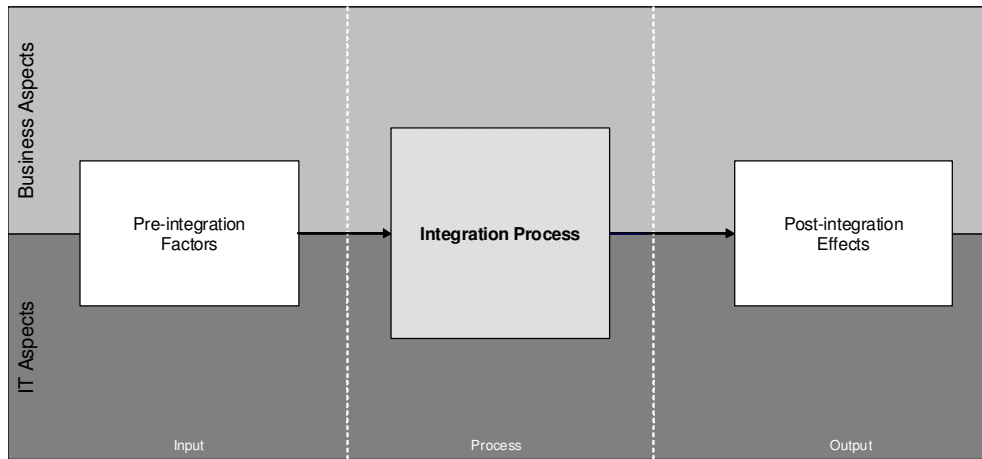 Business Aspects
IT Aspects
Pre-integration
Factors
Integration Process
Post-integration
Effects
Input
Process
Output